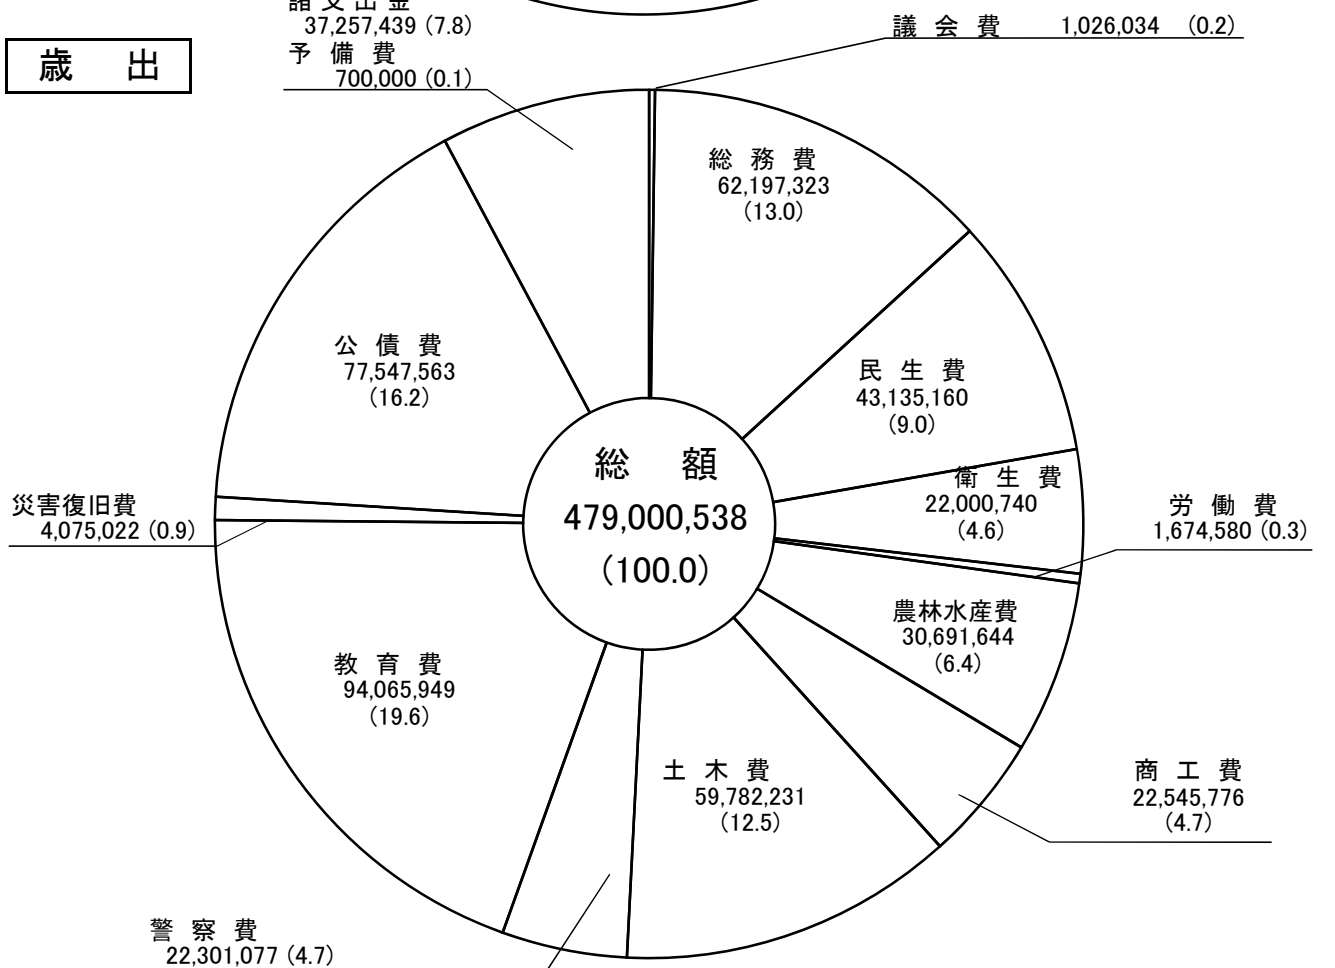 諸 支 出 金
37,257,439 (7.8)
予 備 費
700,000 (0.1)
議 会 費 1,026,034 (0.2)
歳 出
総 務 費
62,197,323
(13.0)
公 債 費
77,547,563
(16.2)
民 生 費
43,135,160
(9.0)
総 額
479,000,538
(100.0)
衛 生 費
22,000,740
(4.6)
災害復旧費
4,075,022 (0.9)
労 働 費
1,674,580 (0.3)
農林水産費
30,691,644
(6.4)
教 育 費
94,065,949
(19.6)
土 木 費
59,782,231
(12.5)
商 工 費
22,545,776
(4.7)
警 察 費
22,301,077 (4.7)